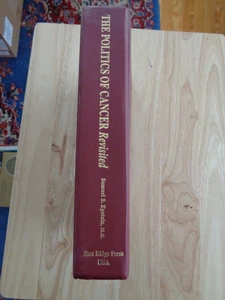 THE POLITICS OF CANCER Revisited
Samuel S. Epstein, M.D.
East Ridge Press
USA